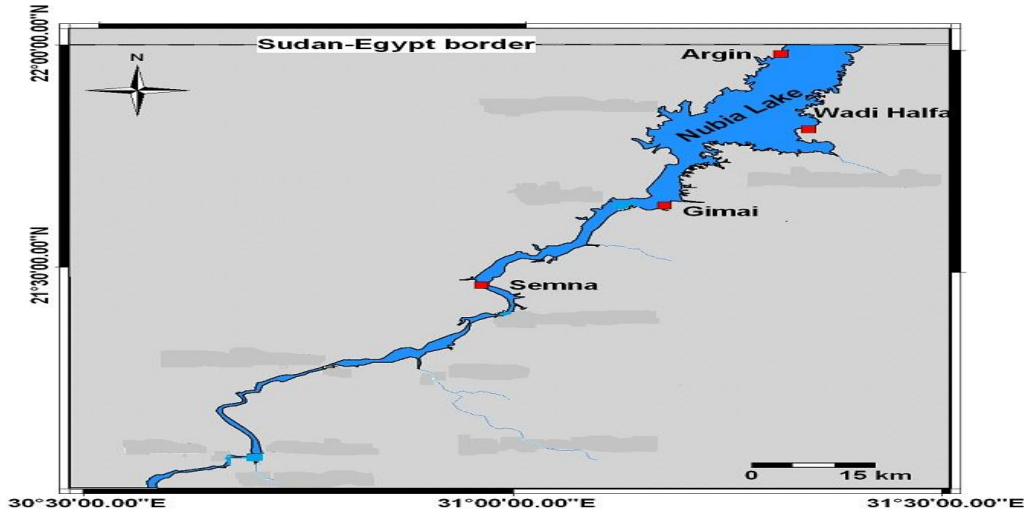 Sudan-Egypt border
N
Argin
Nubia Lake
Wadi Halfa
Gimai
Semna
0 15 km
22°00'00.00"N
21°30'00.00"N
30°30'00.00"E
31°00'00.00"E
31°30'00.00"E